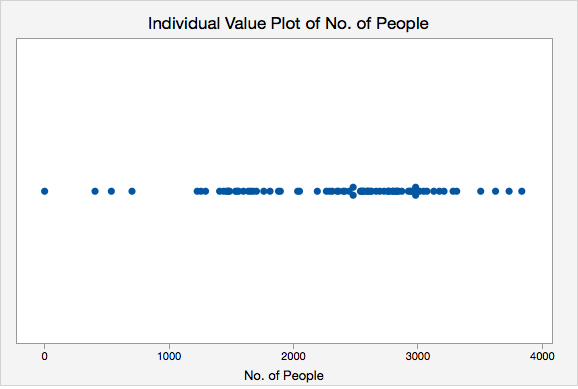 Individual Value Plot of No. of People
0 1000 2000 3000 4000
No. of People